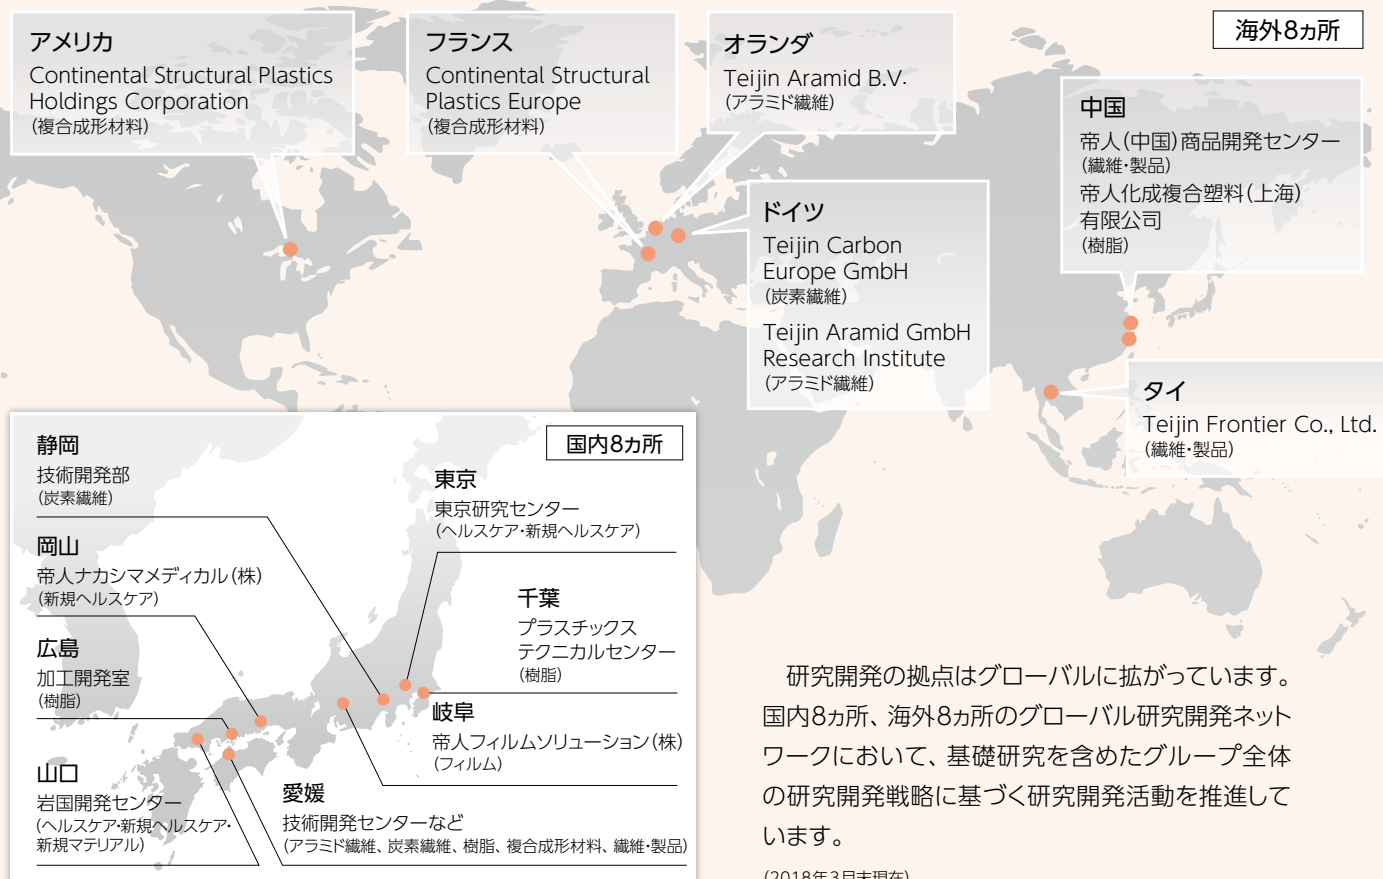 海外8ヵ所
アメリカ
Continental Structural Plastics
Holdings Corporation
(複合成形材料)
フランス
Continental Structural
Plastics Europe
(複合成形材料)
オランダ
Teijin Aramid B.V.
(アラミド繊維)
ドイツ
Teijin Carbon
Europe GmbH
(炭素繊維)
Teijin Aramid GmbH
Research Institute
(アラミド繊維)
中国
帝人(中国)商品開発センター
(繊維・製品)
帝人化成複合塑料(上海)
有限公司
(樹脂)
タイ
Teijin Frontier Co., Ltd.
(繊維・製品)
国内8ヵ所
静岡
技術開発部
(炭素繊維)
岡山
帝人ナカシマメディカル(株)
(新規ヘルスケア)
広島
加工開発室
(樹脂)
山口
岩国開発センター
(ヘルスケア・新規ヘルスケア・
新規マテリアル)
東京
東京研究センター
(ヘルスケア・新規ヘルスケア)
千葉
プラスチックス
テクニカルセンター
(樹脂)
岐阜
帝人フィルムソリューション(株)
(フィルム)
愛媛
技術開発センターなど
(アラミド繊維、炭素繊維、樹脂、複合成形材料、繊維・製品)
研究開発の拠点はグローバルに拡がっています。
国内8ヵ所、海外8ヵ所のグローバル研究開発ネット
ワークにおいて、基礎研究を含めたグループ全体
の研究開発戦略に基づく研究開発活動を推進して
います。
(2018年3月末現在)